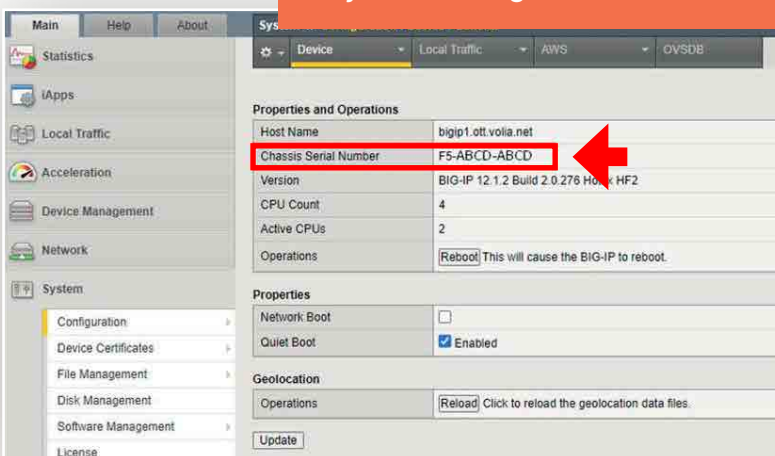 Main Help About
Statistics
iApps
Local Traffic
Acceleration
Device Management
Network
System
Configuration
Device Certificates
File Management
Disk Management
Software Management
License
Device Local Traffic AWS OVSDB
Properties and Operations
Host Name bigip1.ott.volia.net
Chassis Serial Number F5-ABCD-ABCD
Version BIG-IP 12.1.2 Build 2.0.276 HF2
CPU Count 4
Active CPUs 2
Operations Reboot This will cause the BIG-IP to reboot.
Properties
Network Boot
Quiet Boot Enabled
Geolocation
Operations Reload Click to reload the geolocation data files.
Update